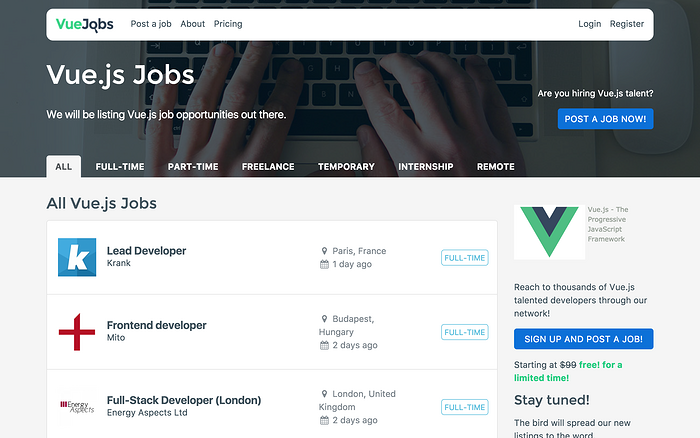 VueJobs
Post a job
About
Pricing
Login
Register
Vue.js Jobs
We will be listing Vue.js job opportunities out there.
Are you hiring Vue.js talent?
POST A JOB NOW!
ALL
FULL-TIME
PART-TIME
FREELANCE
TEMPORARY
INTERNSHIP
REMOTE
All Vue.js Jobs
k
Lead Developer
Krank
Paris, France
1 day ago
FULL-TIME
Frontend developer
Mito
Budapest,
Hungary
2 days ago
FULL-TIME
Energy
Aspects
Full-Stack Developer (London)
Energy Aspects Ltd
London, United
Kingdom
2 days ago
FULL-TIME
Vue.js - The
Progressive
JavaScript
Framework
Reach to thousands of Vue.js
talented developers through our
network!
SIGN UP AND POST A JOB!
Starting at $99 free! for a
limited time!
Stay tuned!
The bird will spread our new
listings to the word